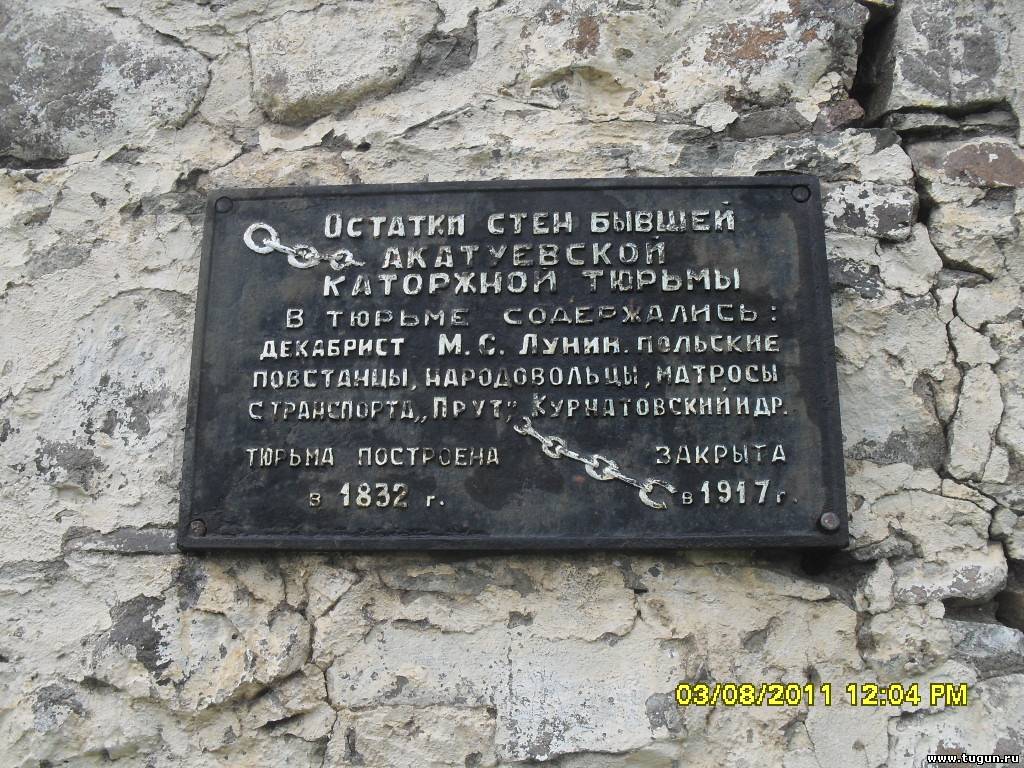 Остатки стен бывшей
Акатуевской
каторжной тюрьмы
В тюрьме содержались:
декабрист М.С. Лунин. польские
повстанцы, народовольцы, матросы
с транспорта „Прут“ Курнатовский и др.
тюрьма построена закрыта
в 1832 г. в 1917 г.
03/08/2011 12:04 PM
www.tugun.ru